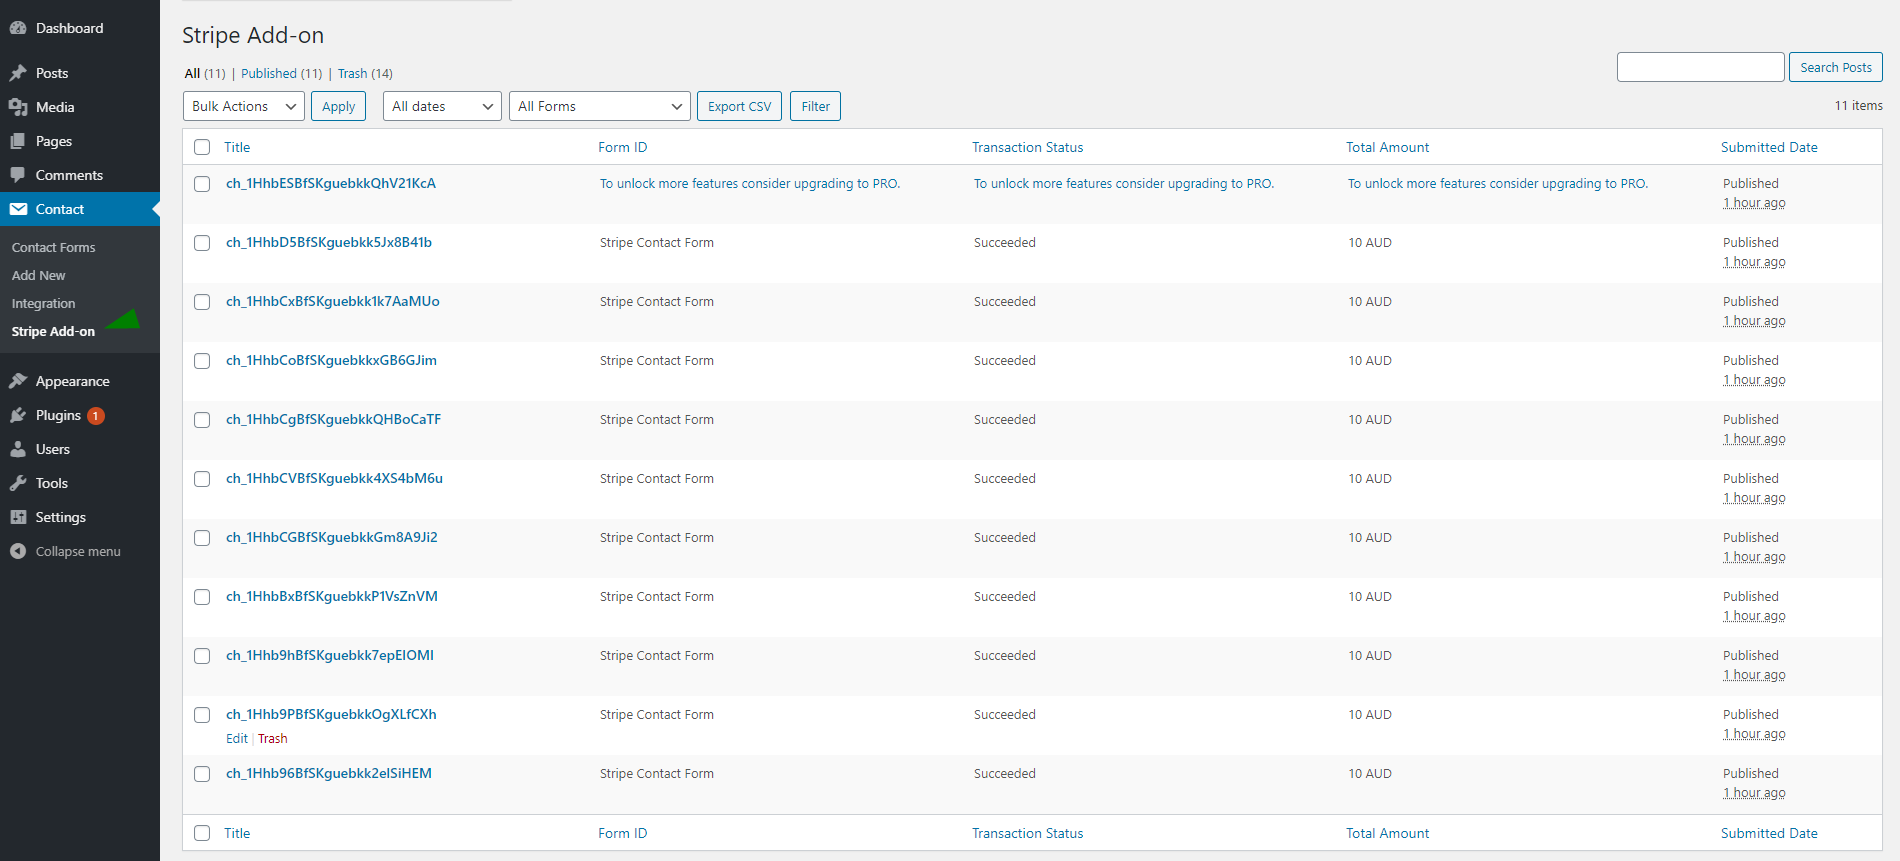 Dashboard
Posts
Media
Pages
Comments
Contact
Contact Forms
Add New
Integration
Stripe Add-on
Appearance
Plugins 1
Users
Tools
Settings
Collapse menu
Stripe Add-on
All (11) | Published (11) | Trash (14)
Search Posts
Bulk Actions Apply All dates All Forms Export CSV Filter 11 items
Title Form ID Transaction Status Total Amount Submitted Date
ch_1HhbESBfSKguebkkQhV21KcA To unlock more features consider upgrading to PRO. To unlock more features consider upgrading to PRO. To unlock more features consider upgrading to PRO. Published
1 hour ago
ch_1HhbD5BfSKguebkk5Jx8B41b Stripe Contact Form Succeeded 10 AUD Published
1 hour ago
ch_1HhbCxBfSKguebkk1k7AaMUo Stripe Contact Form Succeeded 10 AUD Published
1 hour ago
ch_1HhbCoBfSKguebkkxGB6GJim Stripe Contact Form Succeeded 10 AUD Published
1 hour ago
ch_1HhbCgBfSKguebkkQHBoCaTF Stripe Contact Form Succeeded 10 AUD Published
1 hour ago
ch_1HhbCVBfSKguebkk4XS4bM6u Stripe Contact Form Succeeded 10 AUD Published
1 hour ago
ch_1HhbCGBfSKguebkkGm8A9Ji2 Stripe Contact Form Succeeded 10 AUD Published
1 hour ago
ch_1HhbBxBfSKguebkkP1VsZnVM Stripe Contact Form Succeeded 10 AUD Published
1 hour ago
ch_1Hhb9hBfSKguebkk7epEIOMI Stripe Contact Form Succeeded 10 AUD Published
1 hour ago
ch_1Hhb9PBfSKguebkkOgXLfCXh Stripe Contact Form Succeeded 10 AUD Published
Edit | Trash 1 hour ago
ch_1Hhb96BfSKguebkk2eISiHEM Stripe Contact Form Succeeded 10 AUD Published
1 hour ago
Title Form ID Transaction Status Total Amount Submitted Date